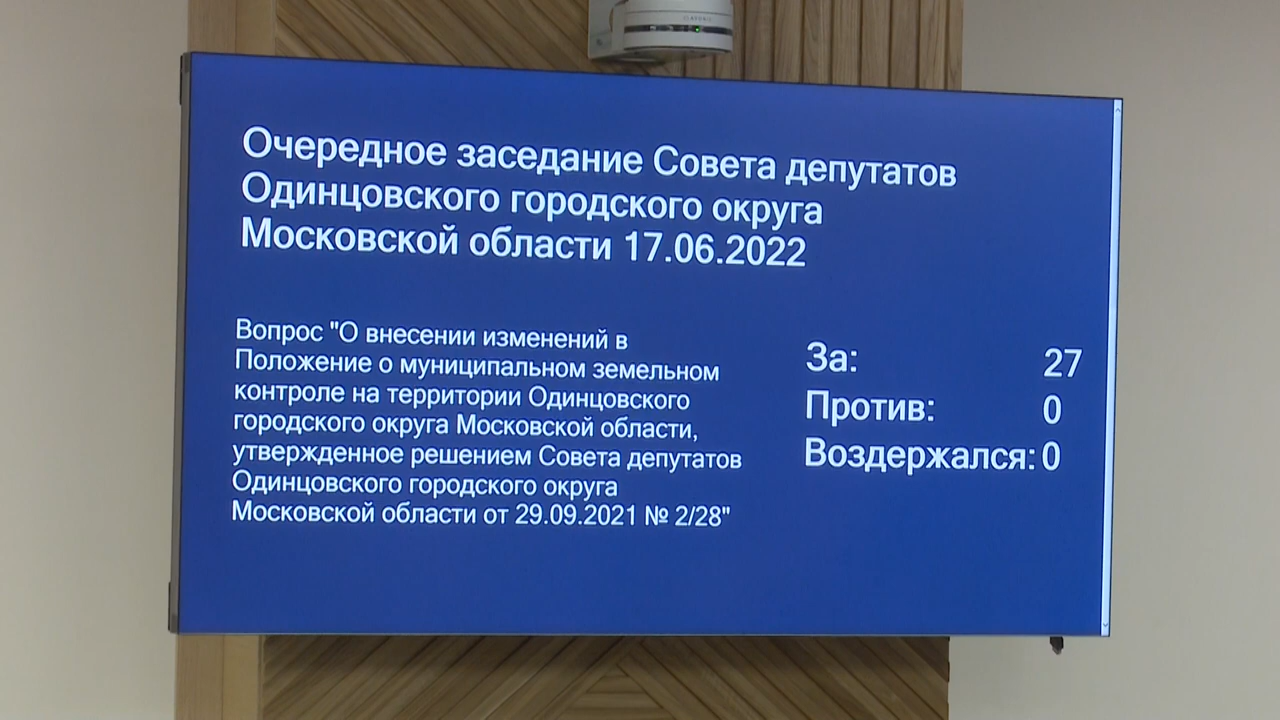 Очередное заседание Совета депутатов
Одинцовского городского округа
Московской области 17.06.2022
Вопрос "О внесении изменений в
Положение о муниципальном земельном
контроле на территории Одинцовского
городского округа Московской области,
утвержденное решением Совета депутатов
Одинцовского городского округа
Московской области от 29.09.2021 № 2/28"
За: 27
Против: 0
Воздержался: 0